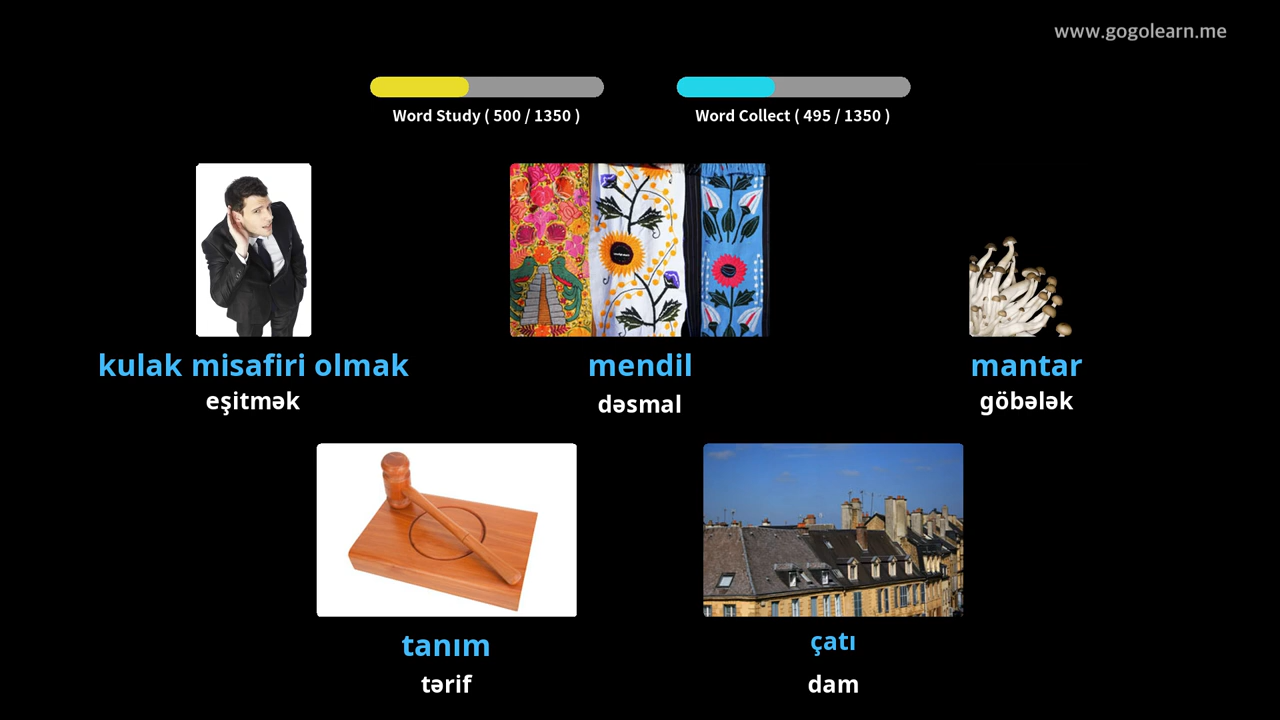 www.gogolearn.me
Word Study ( 500 / 1350 )
Word Collect ( 495 / 1350 )
kulak misafiri olmak
eşitmək
mendil
dəsmal
mantar
göbələk
tanım
tərif
çatı
dam